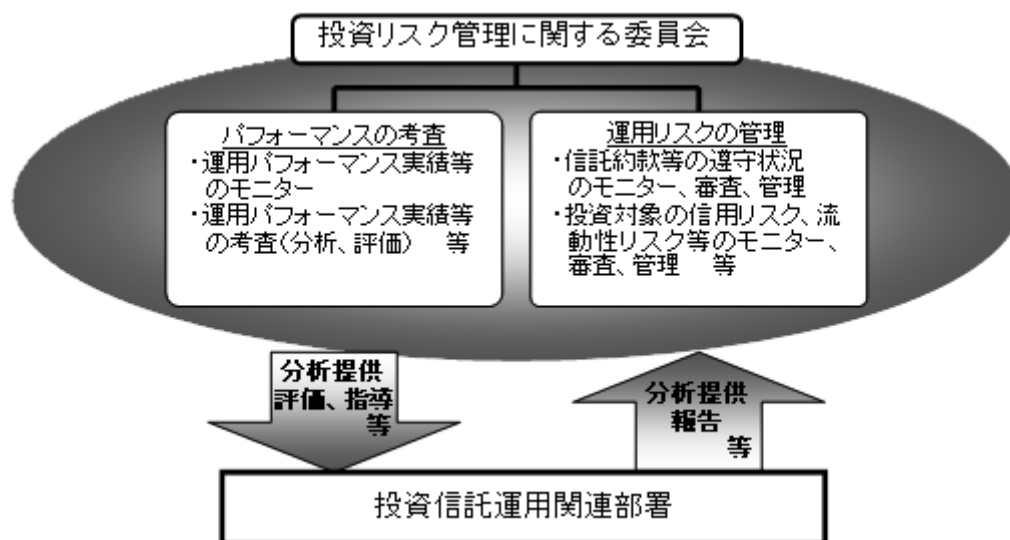 投資リスク管理に関する委員会
パフォーマンスの考査
・運用パフォーマンス実績等
のモニター
・運用パフォーマンス実績等
の考査(分析、評価) 等
運用リスクの管理
・信託約款等の遵守状況
のモニター、審査、管理
・投資対象の信用リスク、流
動性リスク等のモニター、
審査、管理 等
分析提供
評価、指導
等
分析提供
報告
等
投資信託運用関連部署